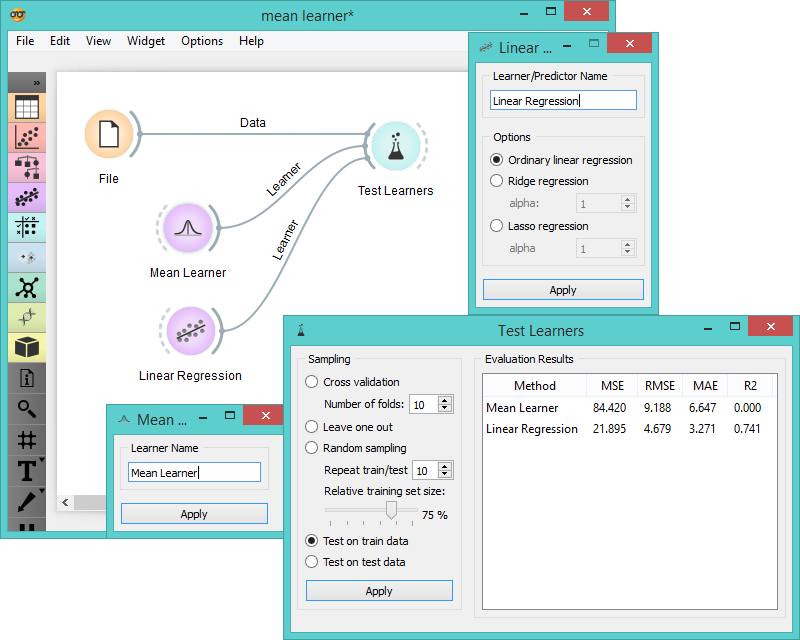 mean learner*
File Edit View Widget Options Help
»
Data
File
Learner
Test Learners
Mean Learner
Learner
Linear Regression
Linear ...
Learner/Predictor Name
Linear Regression
Options
Ordinary linear regression
Ridge regression
alpha: 1
Lasso regression
alpha 1
Apply
Mean ...
Learner Name
Mean Learner
Apply
Test Learners
Sampling
Cross validation
Number of folds: 10
Leave one out
Random sampling
Repeat train/test 10
Relative training set size:
75 %
Test on train data
Test on test data
Apply
Evaluation Results
Method MSE RMSE MAE R2
Mean Learner 84.420 9.188 6.647 0.000
Linear Regression 21.895 4.679 3.271 0.741